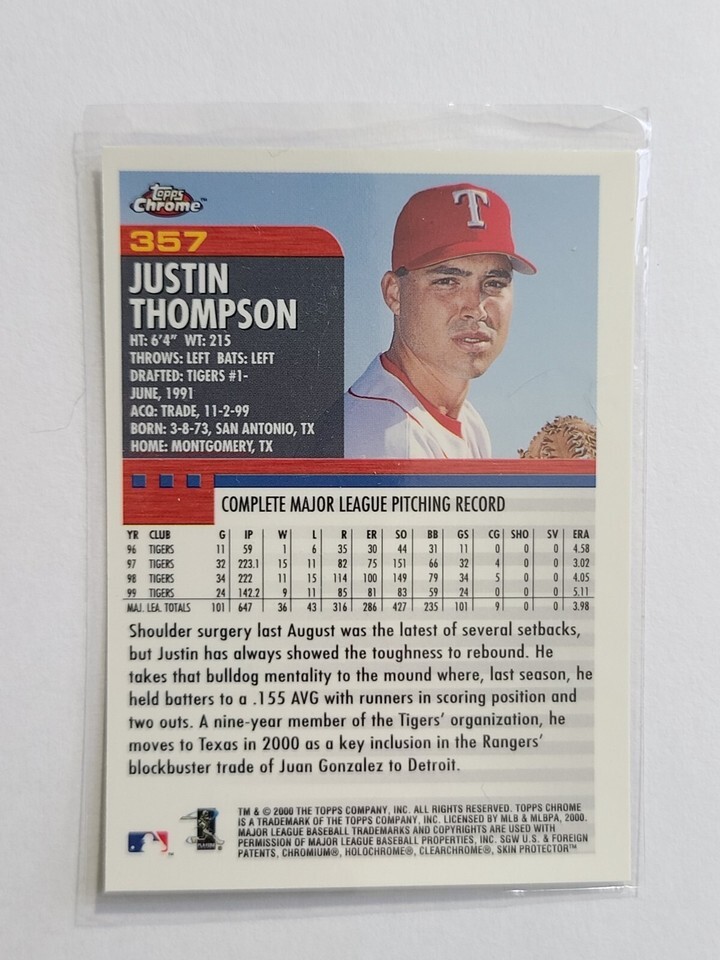 Topps
Chrome™
T
357
JUSTIN
THOMPSON
HT: 6'4" WT: 215
THROWS: LEFT BATS: LEFT
DRAFTED: TIGERS #1-
JUNE, 1991
ACQ: TRADE, 11-2-99
BORN: 3-8-73, SAN ANTONIO, TX
HOME: MONTGOMERY, TX
COMPLETE MAJOR LEAGUE PITCHING RECORD
YR CLUB G IP W L R ER SO BB GS CG SHO SV ERA
96 TIGERS 11 59 1 6 35 30 44 31 11 0 0 0 4.58
97 TIGERS 32 223.1 15 11 82 75 151 66 32 4 0 0 3.02
98 TIGERS 34 222 11 15 114 100 149 79 34 5 0 0 4.05
99 TIGERS 24 142.2 9 11 85 81 83 59 24 0 0 0 5.11
MAJ. LEA. TOTALS 101 647 36 43 316 286 427 235 101 9 0 0 3.98
Shoulder surgery last August was the latest of several setbacks,
but Justin has always showed the toughness to rebound. He
takes that bulldog mentality to the mound where, last season, he
held batters to a .155 AVG with runners in scoring position and
two outs. A nine-year member of the Tigers' organization, he
moves to Texas in 2000 as a key inclusion in the Rangers'
blockbuster trade of Juan Gonzalez to Detroit.
TM & © 2000 THE TOPPS COMPANY, INC. ALL RIGHTS RESERVED. TOPPS CHROME
IS A TRADEMARK OF THE TOPPS COMPANY, INC. LICENSED BY MLB & MLBPA, 2000.
MAJOR LEAGUE BASEBALL TRADEMARKS AND COPYRIGHTS ARE USED WITH
PERMISSION OF MAJOR LEAGUE BASEBALL PROPERTIES, INC. SGW U.S. & FOREIGN
PATENTS, CHROMIUM®, HOLOCHROME®, CLEARCHROME®, SKIN PROTECTOR™
PLAYERS